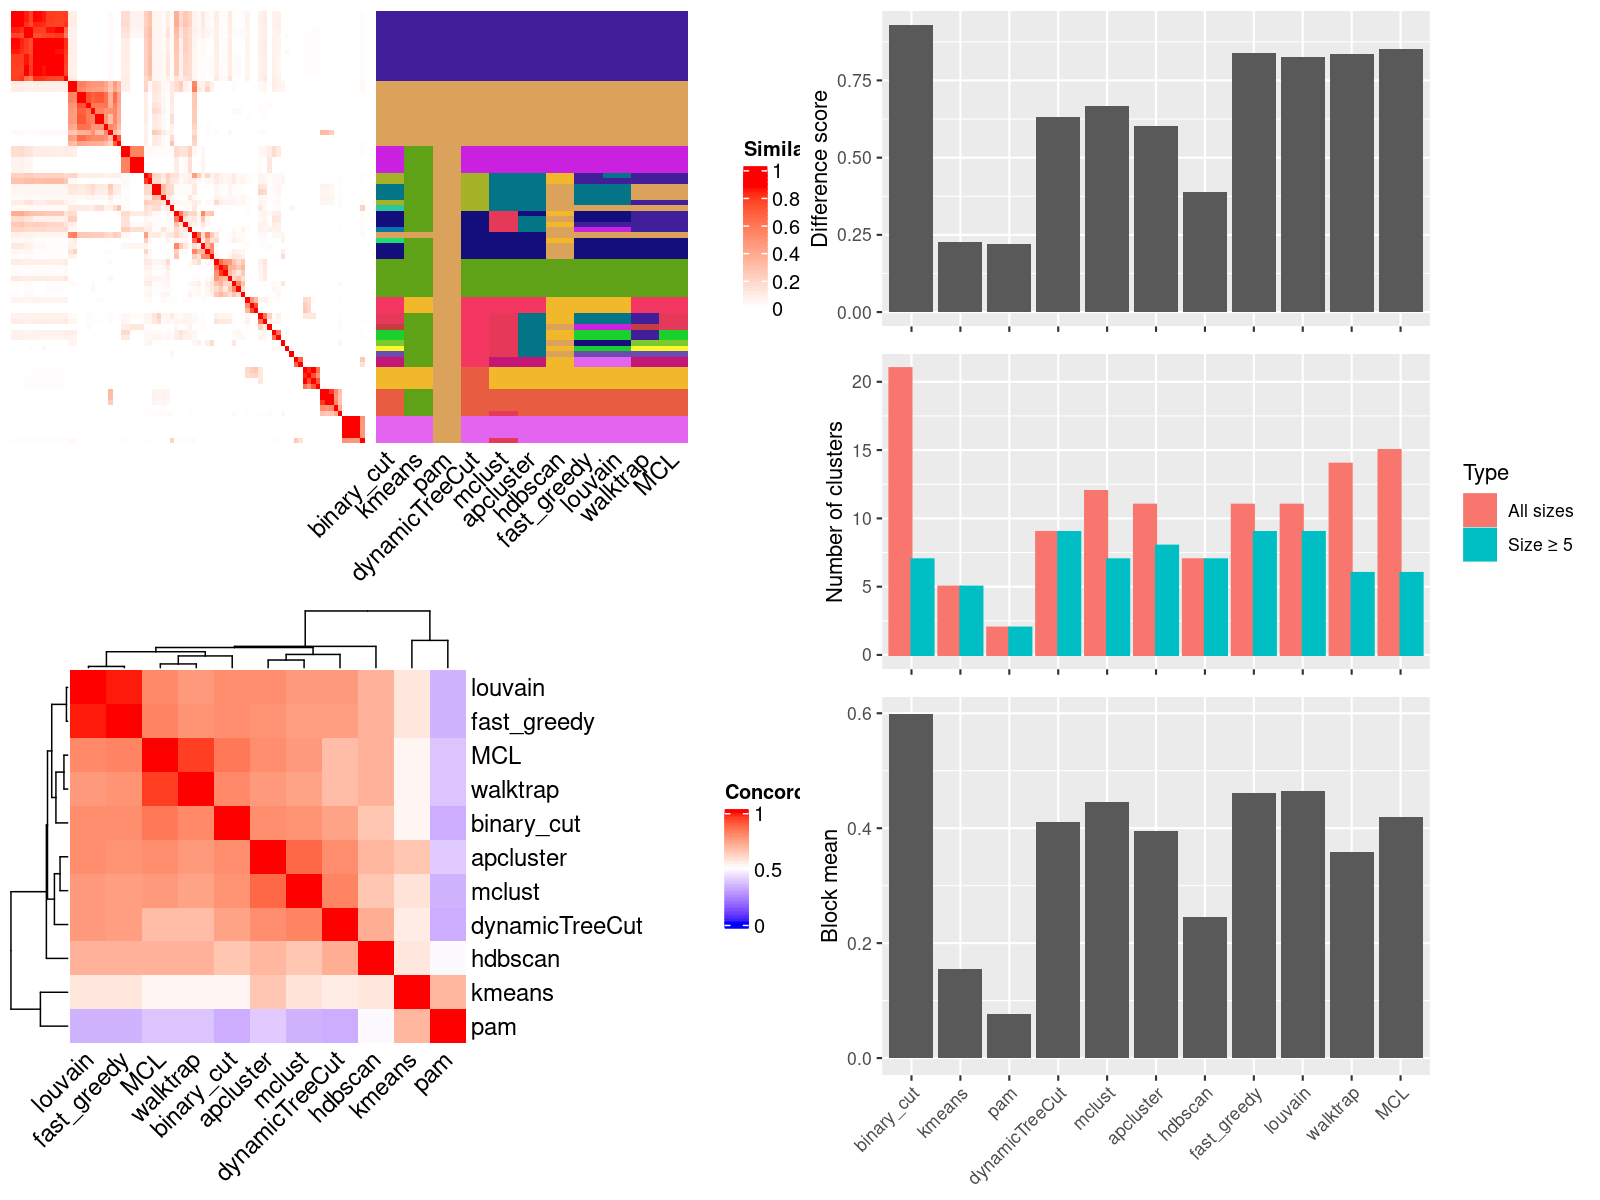 Simila
1
0.8
0.6
0.4
0.2
0
binary_cut
kmeans
pam
dynamicTreeCut
mclust
apcluster
hdbscan
fast_greedy
louvain
walktrap
MCL
louvain
fast_greedy
MCL
walktrap
binary_cut
apcluster
mclust
dynamicTreeCut
hdbscan
kmeans
pam
Concord
1
0.5
0
louvain
fast_greedy
MCL
walktrap
binary_cut
apcluster
mclust
dynamicTreeCut
hdbscan
kmeans
pam
Difference score
0.75
0.50
0.25
0.00
Number of clusters
20
15
10
5
0
Type
All sizes
Size ≥ 5
Block mean
0.6
0.4
0.2
0.0
binary_cut
kmeans
pam
dynamicTreeCut
mclust
apcluster
hdbscan
fast_greedy
louvain
walktrap
MCL